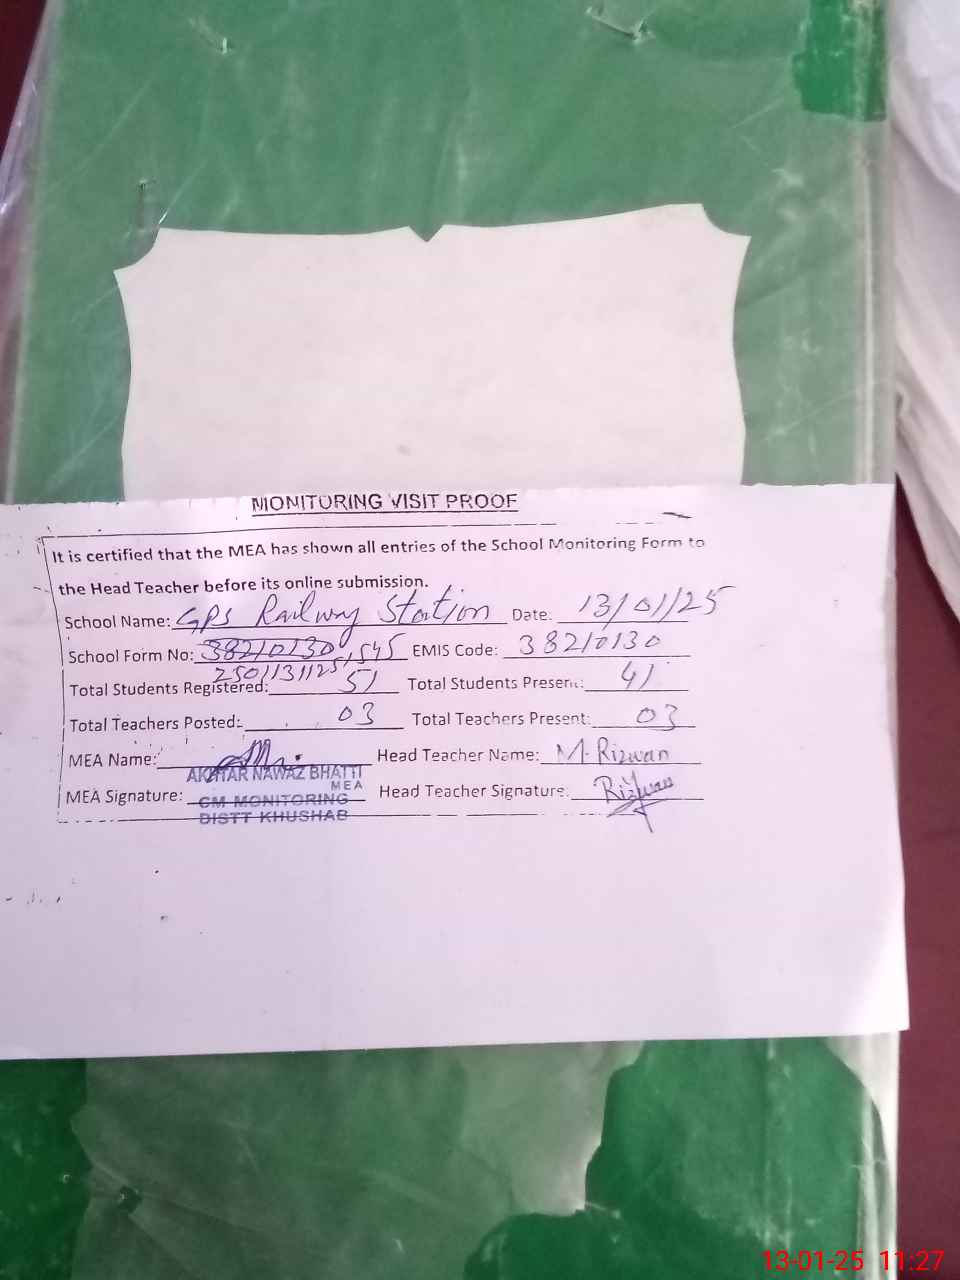 MONITORING VISIT PROOF
It is certified that the MEA has shown all entries of the School Monitoring Form to
the Head Teacher before its online submission.
School Name: GPS Railway Station Date: 13/01/25
School Form No: 38210130 EMIS Code: 38210130
Total Students Registered: 51 Total Students Present: 41
Total Teachers Posted: 03 Total Teachers Present: 03
MEA Name: Head Teacher Name: M. Rizwan
AKHTAR NAWAZ BHATTI
MEA
MEA Signature: CM MONITORING Head Teacher Signature: Rizwan
DISTT KHUSHAB
13-01-25 11:27